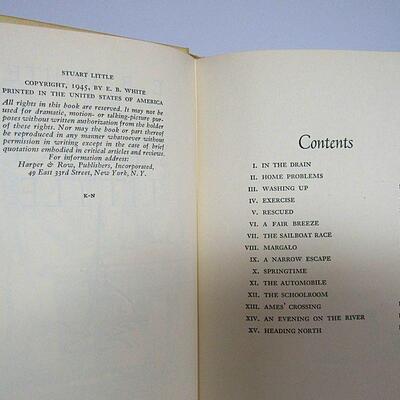 STUART LITTLE
COPYRIGHT, 1945, BY E. B. WHITE
PRINTED IN THE UNITED STATES OF AMERICA
All rights in this book are reserved. It may not be
used for dramatic, motion- or talking-picture pur-
poses without written authorization from the holder
of these rights. Nor may the book or part thereof
be reproduced in any manner whatsoever without
permission in writing except in the case of brief
quotations embodied in critical articles and reviews.
For information address:
Harper & Row, Publishers, Incorporated,
49 East 33rd Street, New York, N. Y.
K-N
Contents
I. IN THE DRAIN
II. HOME PROBLEMS
III. WASHING UP
IV. EXERCISE
V. RESCUED
VI. A FAIR BREEZE
VII. THE SAILBOAT RACE
VIII. MARGALO
IX. A NARROW ESCAPE
X. SPRINGTIME
XI. THE AUTOMOBILE
XII. THE SCHOOLROOM
XIII. AMES' CROSSING
XIV. AN EVENING ON THE RIVER
XV. HEADING NORTH